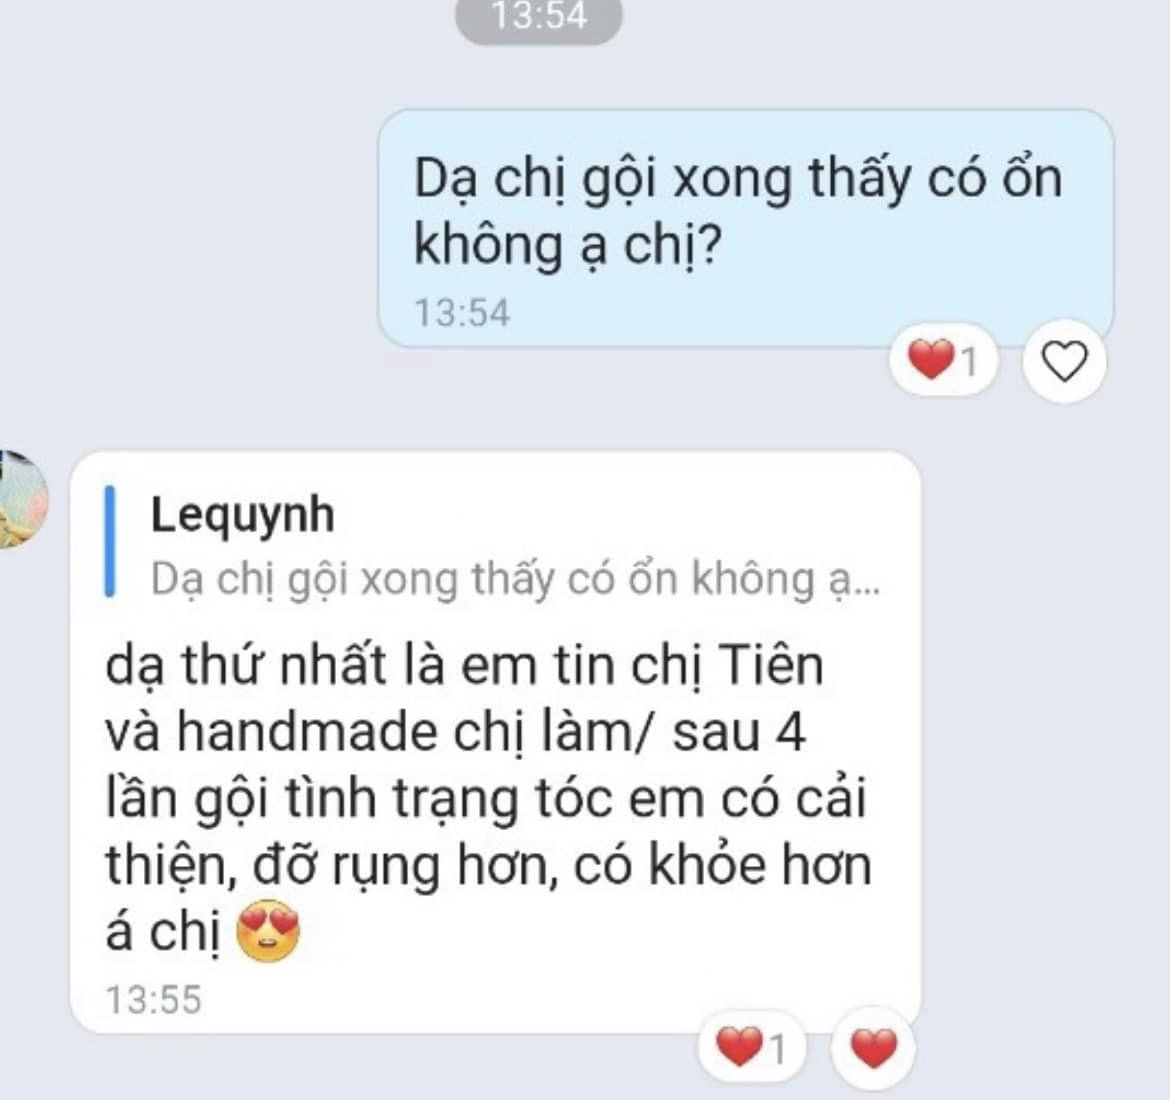 13:54
Dạ chị gội xong thấy có ổn
không ạ chị?
13:54
1
Lequynh
Dạ chị gội xong thấy có ổn không ạ...
dạ thứ nhất là em tin chị Tiên
và handmade chị làm/ sau 4
lần gội tình trạng tóc em có cải
thiện, đỡ rụng hơn, có khỏe hơn
á chị 😍
13:55
1